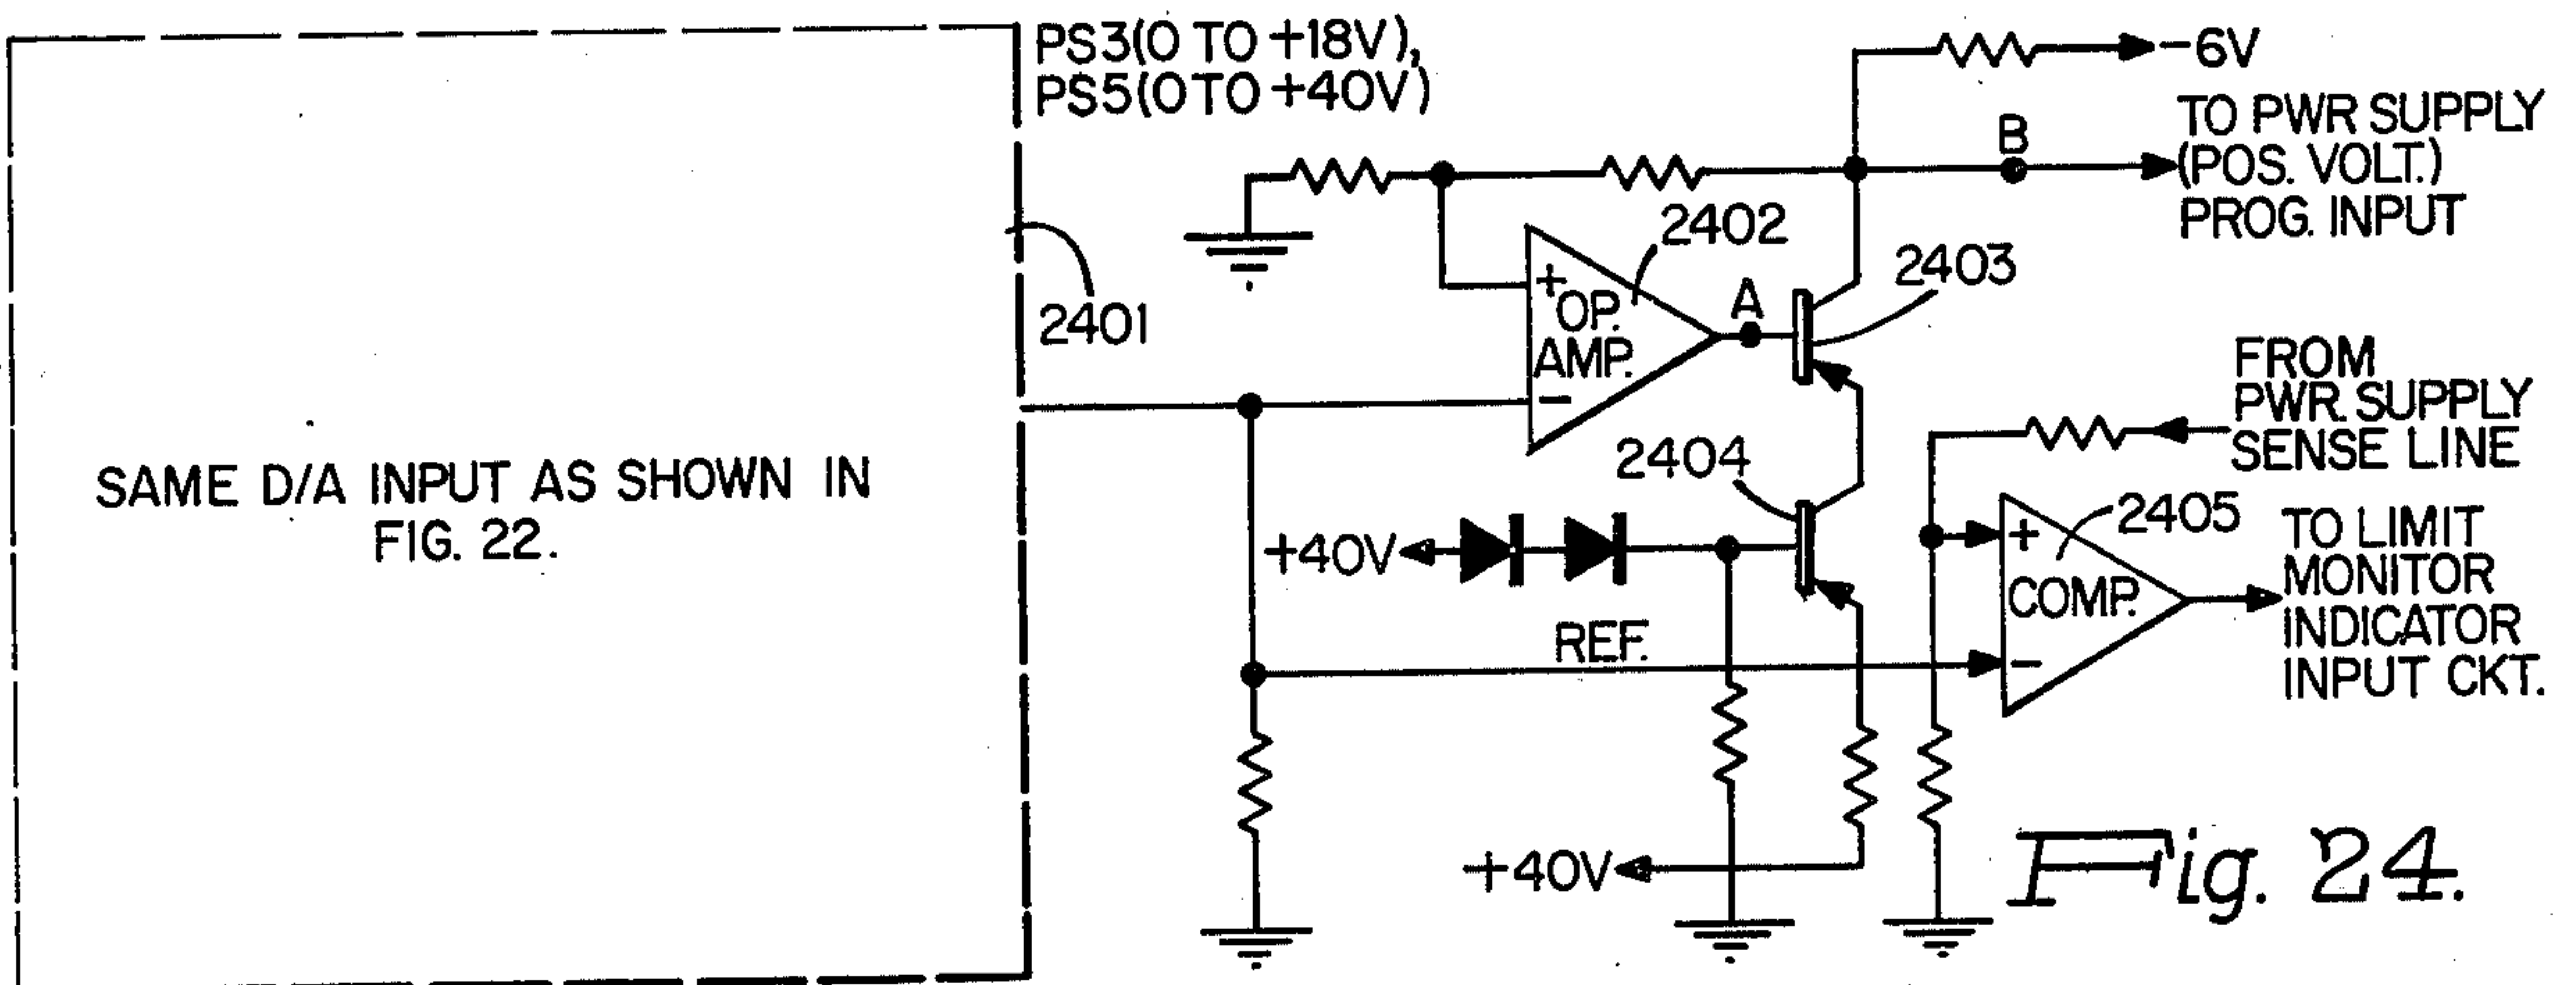 PS3(0 TO +18V),
PS5(0 TO +40V)
-6V
TO PWR SUPPLY
(POS. VOLT.)
PROG. INPUT
B
2402
2403
2401
+
OP.
AMP.
-
A
FROM
PWR. SUPPLY
SENSE LINE
SAME D/A INPUT AS SHOWN IN
FIG. 22.
2404
+40V
REF.
2405
+
COMP.
-
TO LIMIT
MONITOR
INDICATOR
INPUT CKT.
+40V
Fig. 24.